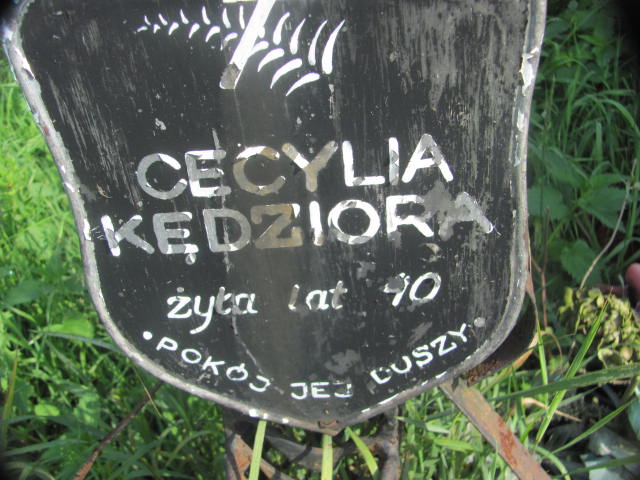 CECYLIA
KĘDZIORA
żyła lat 90
• POKÓJ JEJ DUSZY •